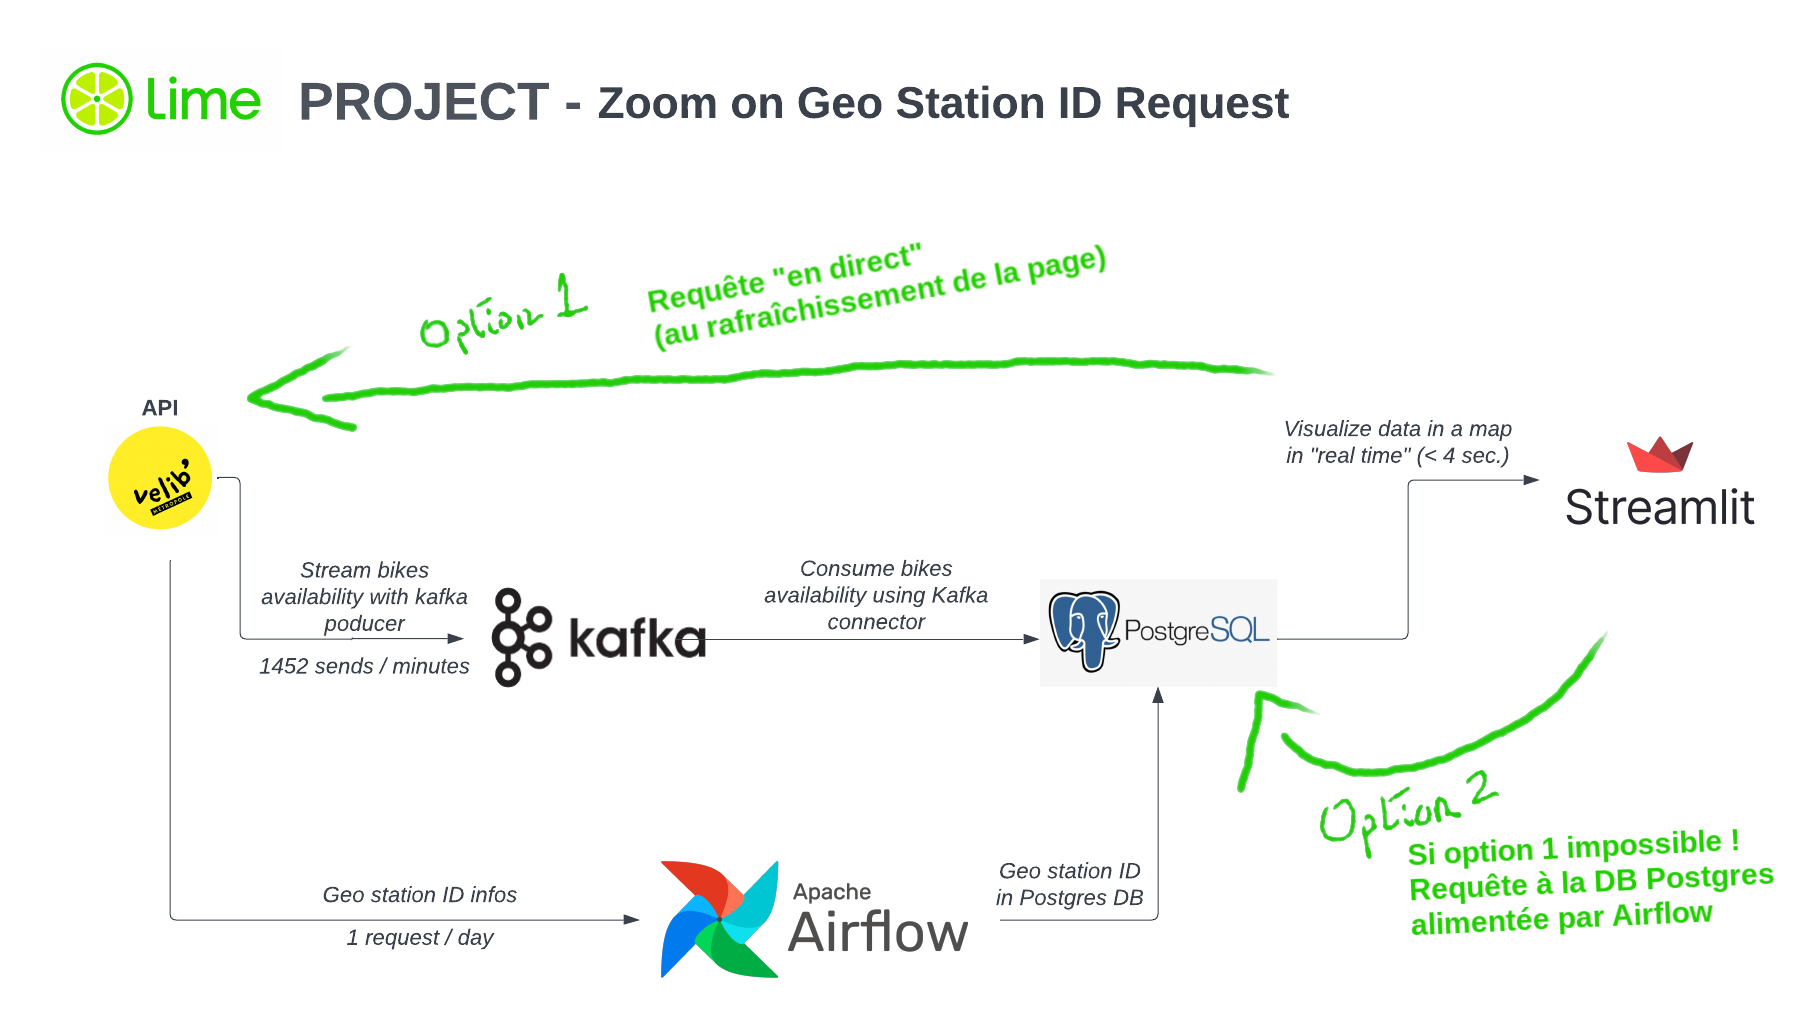 Lime PROJECT - Zoom on Geo Station ID Request
Option 1
Requête "en direct"
(au rafraîchissement de la page)
API
velib'
METROPOLE
Visualize data in a map
in "real time" (< 4 sec.)
Streamlit
Stream bikes
availability with kafka
poducer
1452 sends / minutes
kafka
Consume bikes
availability using Kafka
connector
PostgreSQL
Option 2
Si option 1 impossible !
Requête à la DB Postgres
alimentée par Airflow
Geo station ID infos
1 request / day
Apache
Airflow
Geo station ID
in Postgres DB